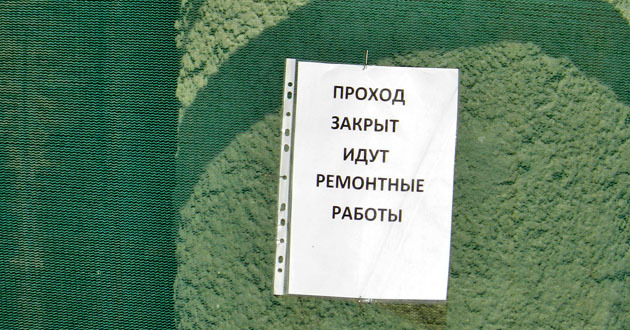 ПРОХОД
ЗАКРЫТ
ИДУТ
РЕМОНТНЫЕ
РАБОТЫ